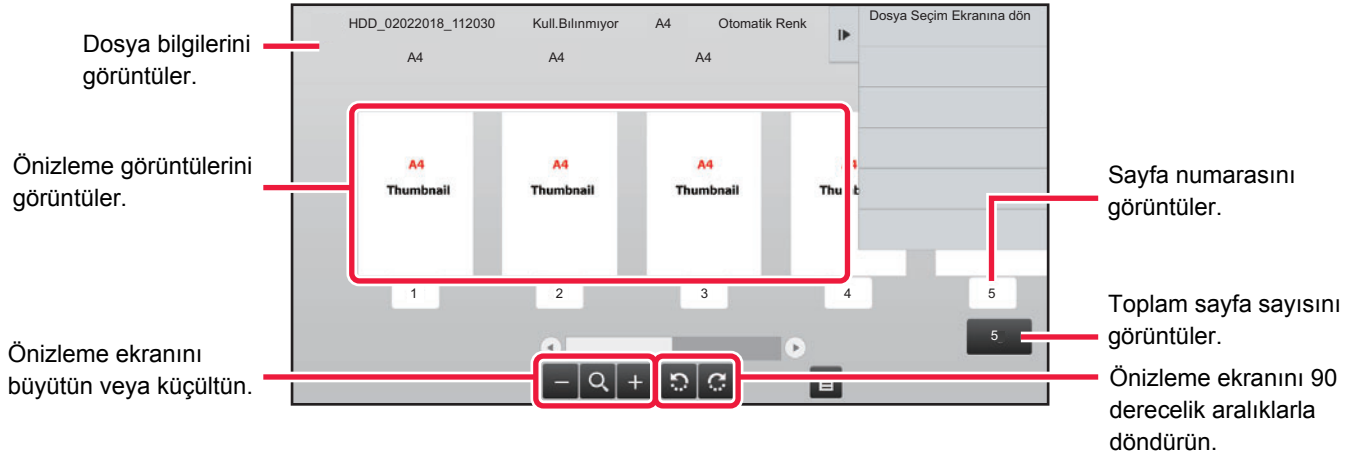 HDD_02022018_112030 Kull.Bılınmıyor A4 Otomatik Renk
Dosya Seçim Ekranına dön
A4 A4 A4
Dosya bilgilerini
görüntüler.
Önizleme görüntülerini
görüntüler.
A4
Thumbnail
A4
Thumbnail
A4
Thumbnail
1 2 3 4 5
5
Sayfa numarasını
görüntüler.
Toplam sayfa sayısını
görüntüler.
Önizleme ekranını
büyütün veya küçültün.
Önizleme ekranını 90
derecelik aralıklarla
döndürün.